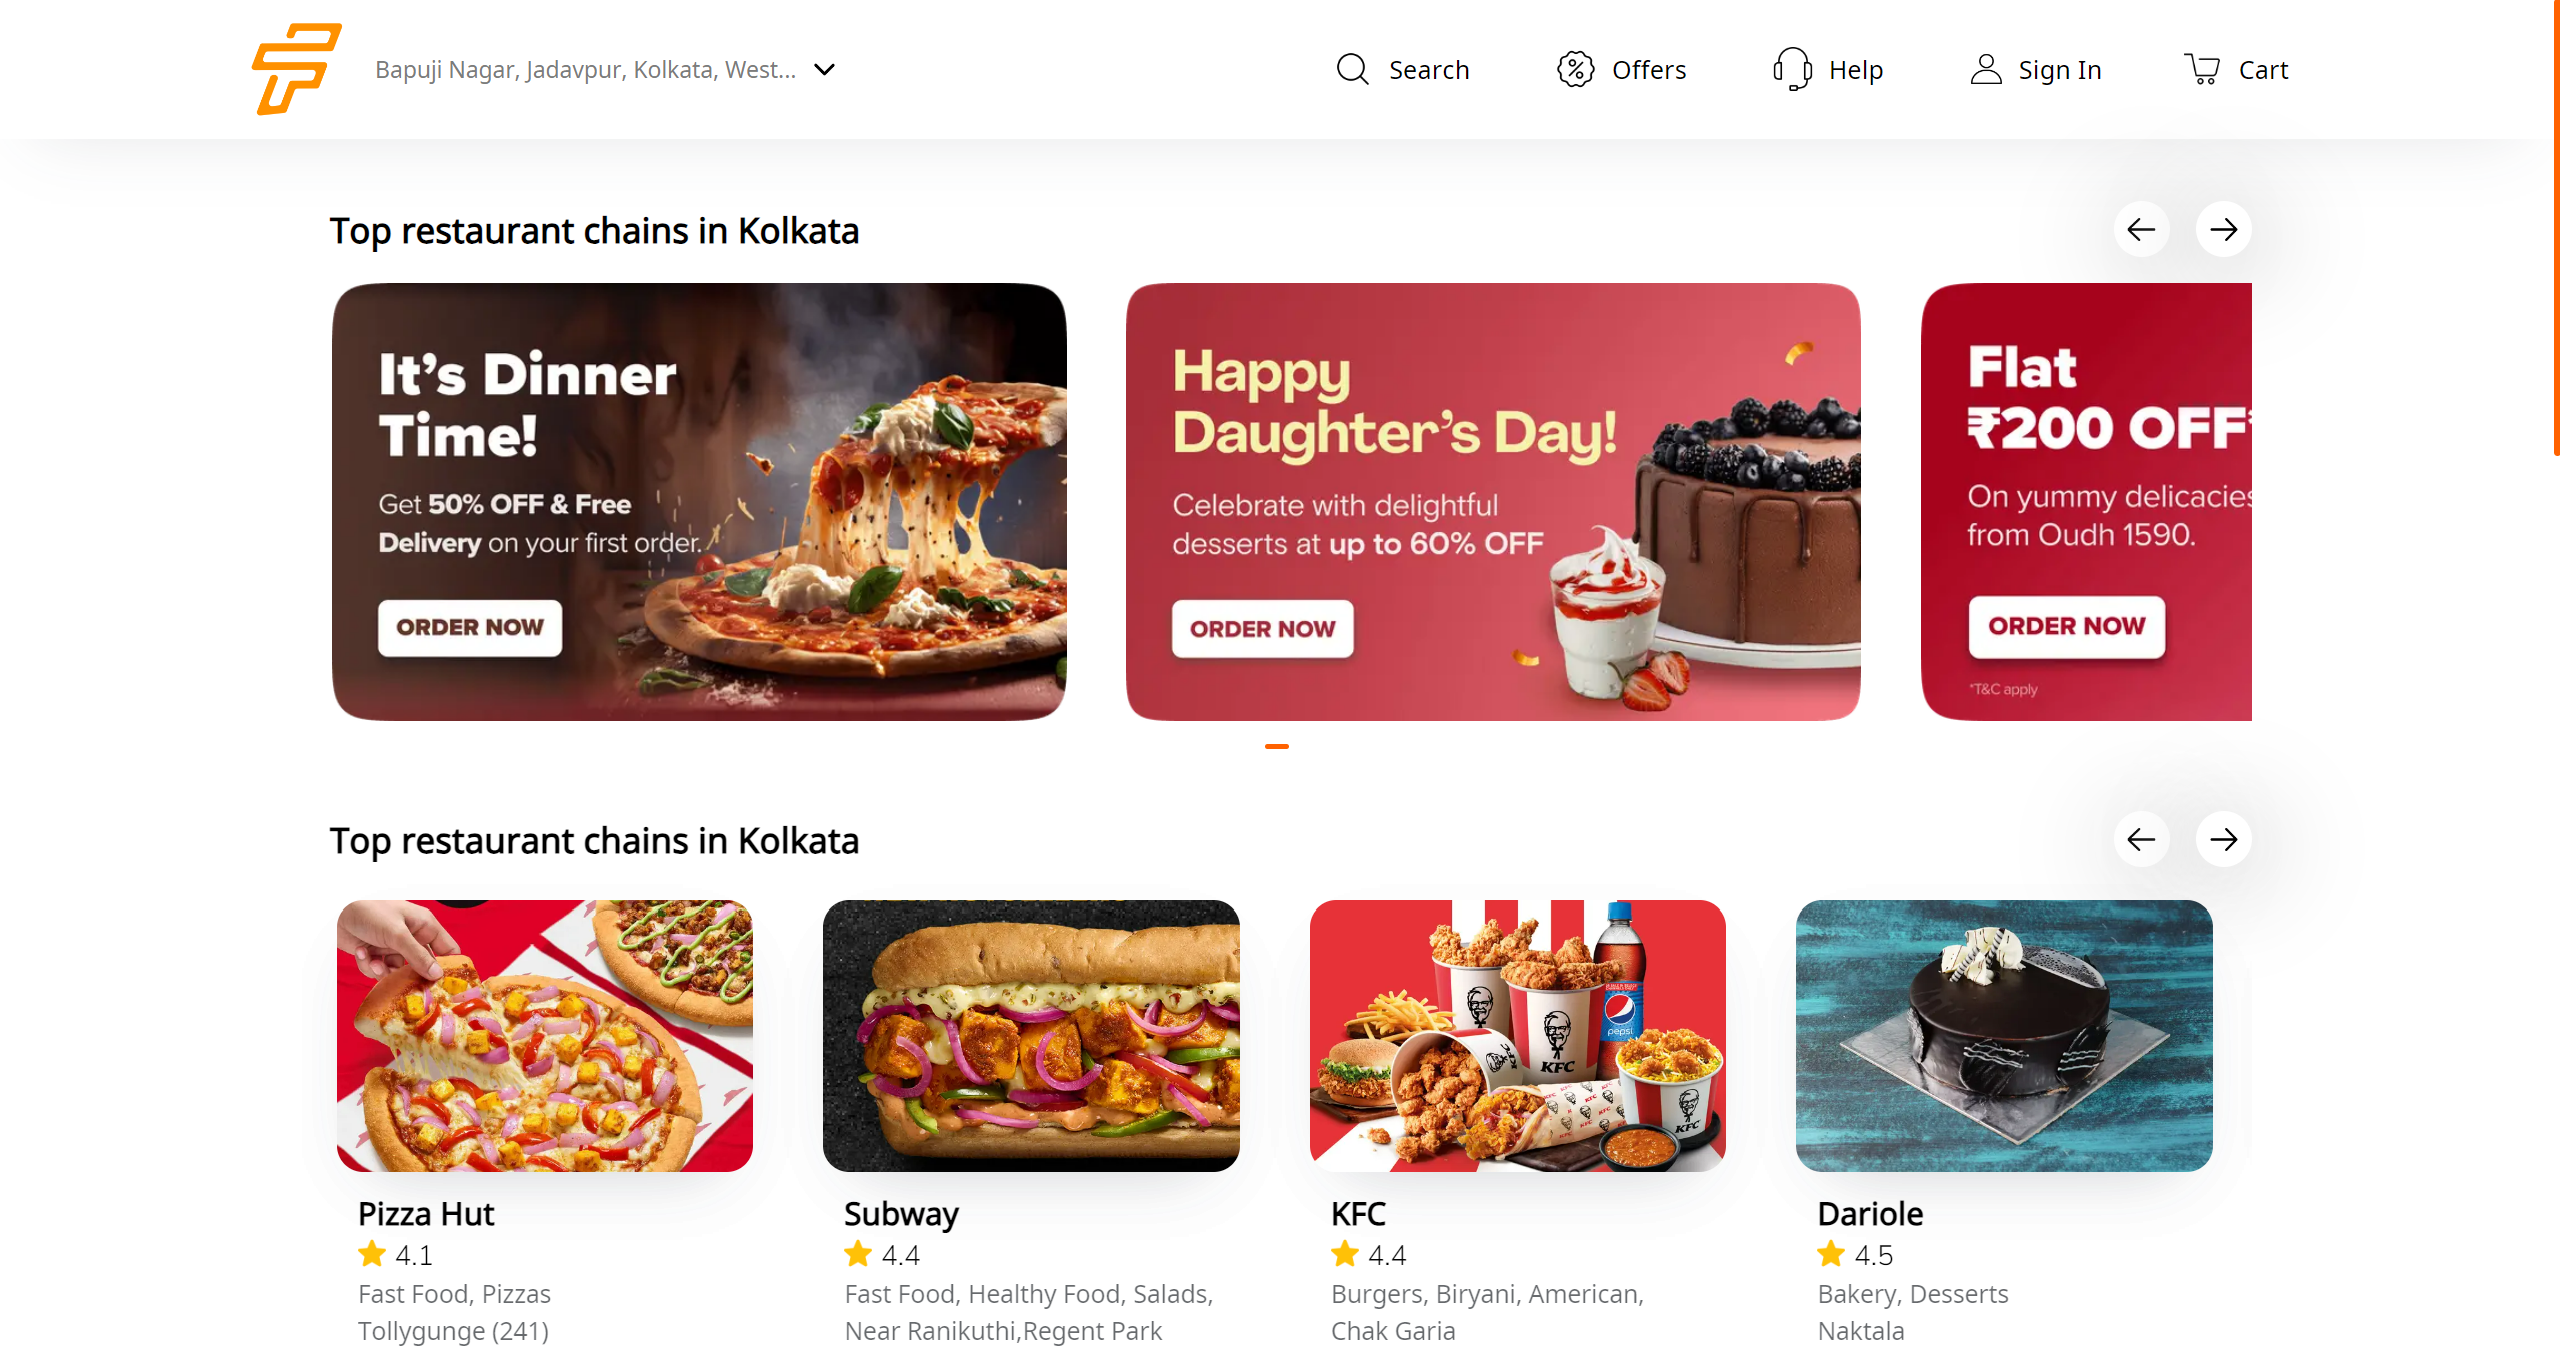 Bapuji Nagar, Jadavpur, Kolkata, West...
Search
Offers
Help
Sign In
Cart
Top restaurant chains in Kolkata
It's Dinner
Time!
Get 50% OFF & Free
Delivery on your first order.
ORDER NOW
Happy
Daughter's Day!
Celebrate with delightful
desserts at up to 60% OFF
ORDER NOW
Flat
₹200 OFF*
On yummy delicacies
from Oudh 1590.
ORDER NOW
*T&C apply
Top restaurant chains in Kolkata
pepsi
KFC
KFC
Pizza Hut
4.1
Fast Food, Pizzas
Tollygunge (241)
Subway
4.4
Fast Food, Healthy Food, Salads,
Near Ranikuthi,Regent Park
KFC
4.4
Burgers, Biryani, American,
Chak Garia
Dariole
4.5
Bakery, Desserts
Naktala